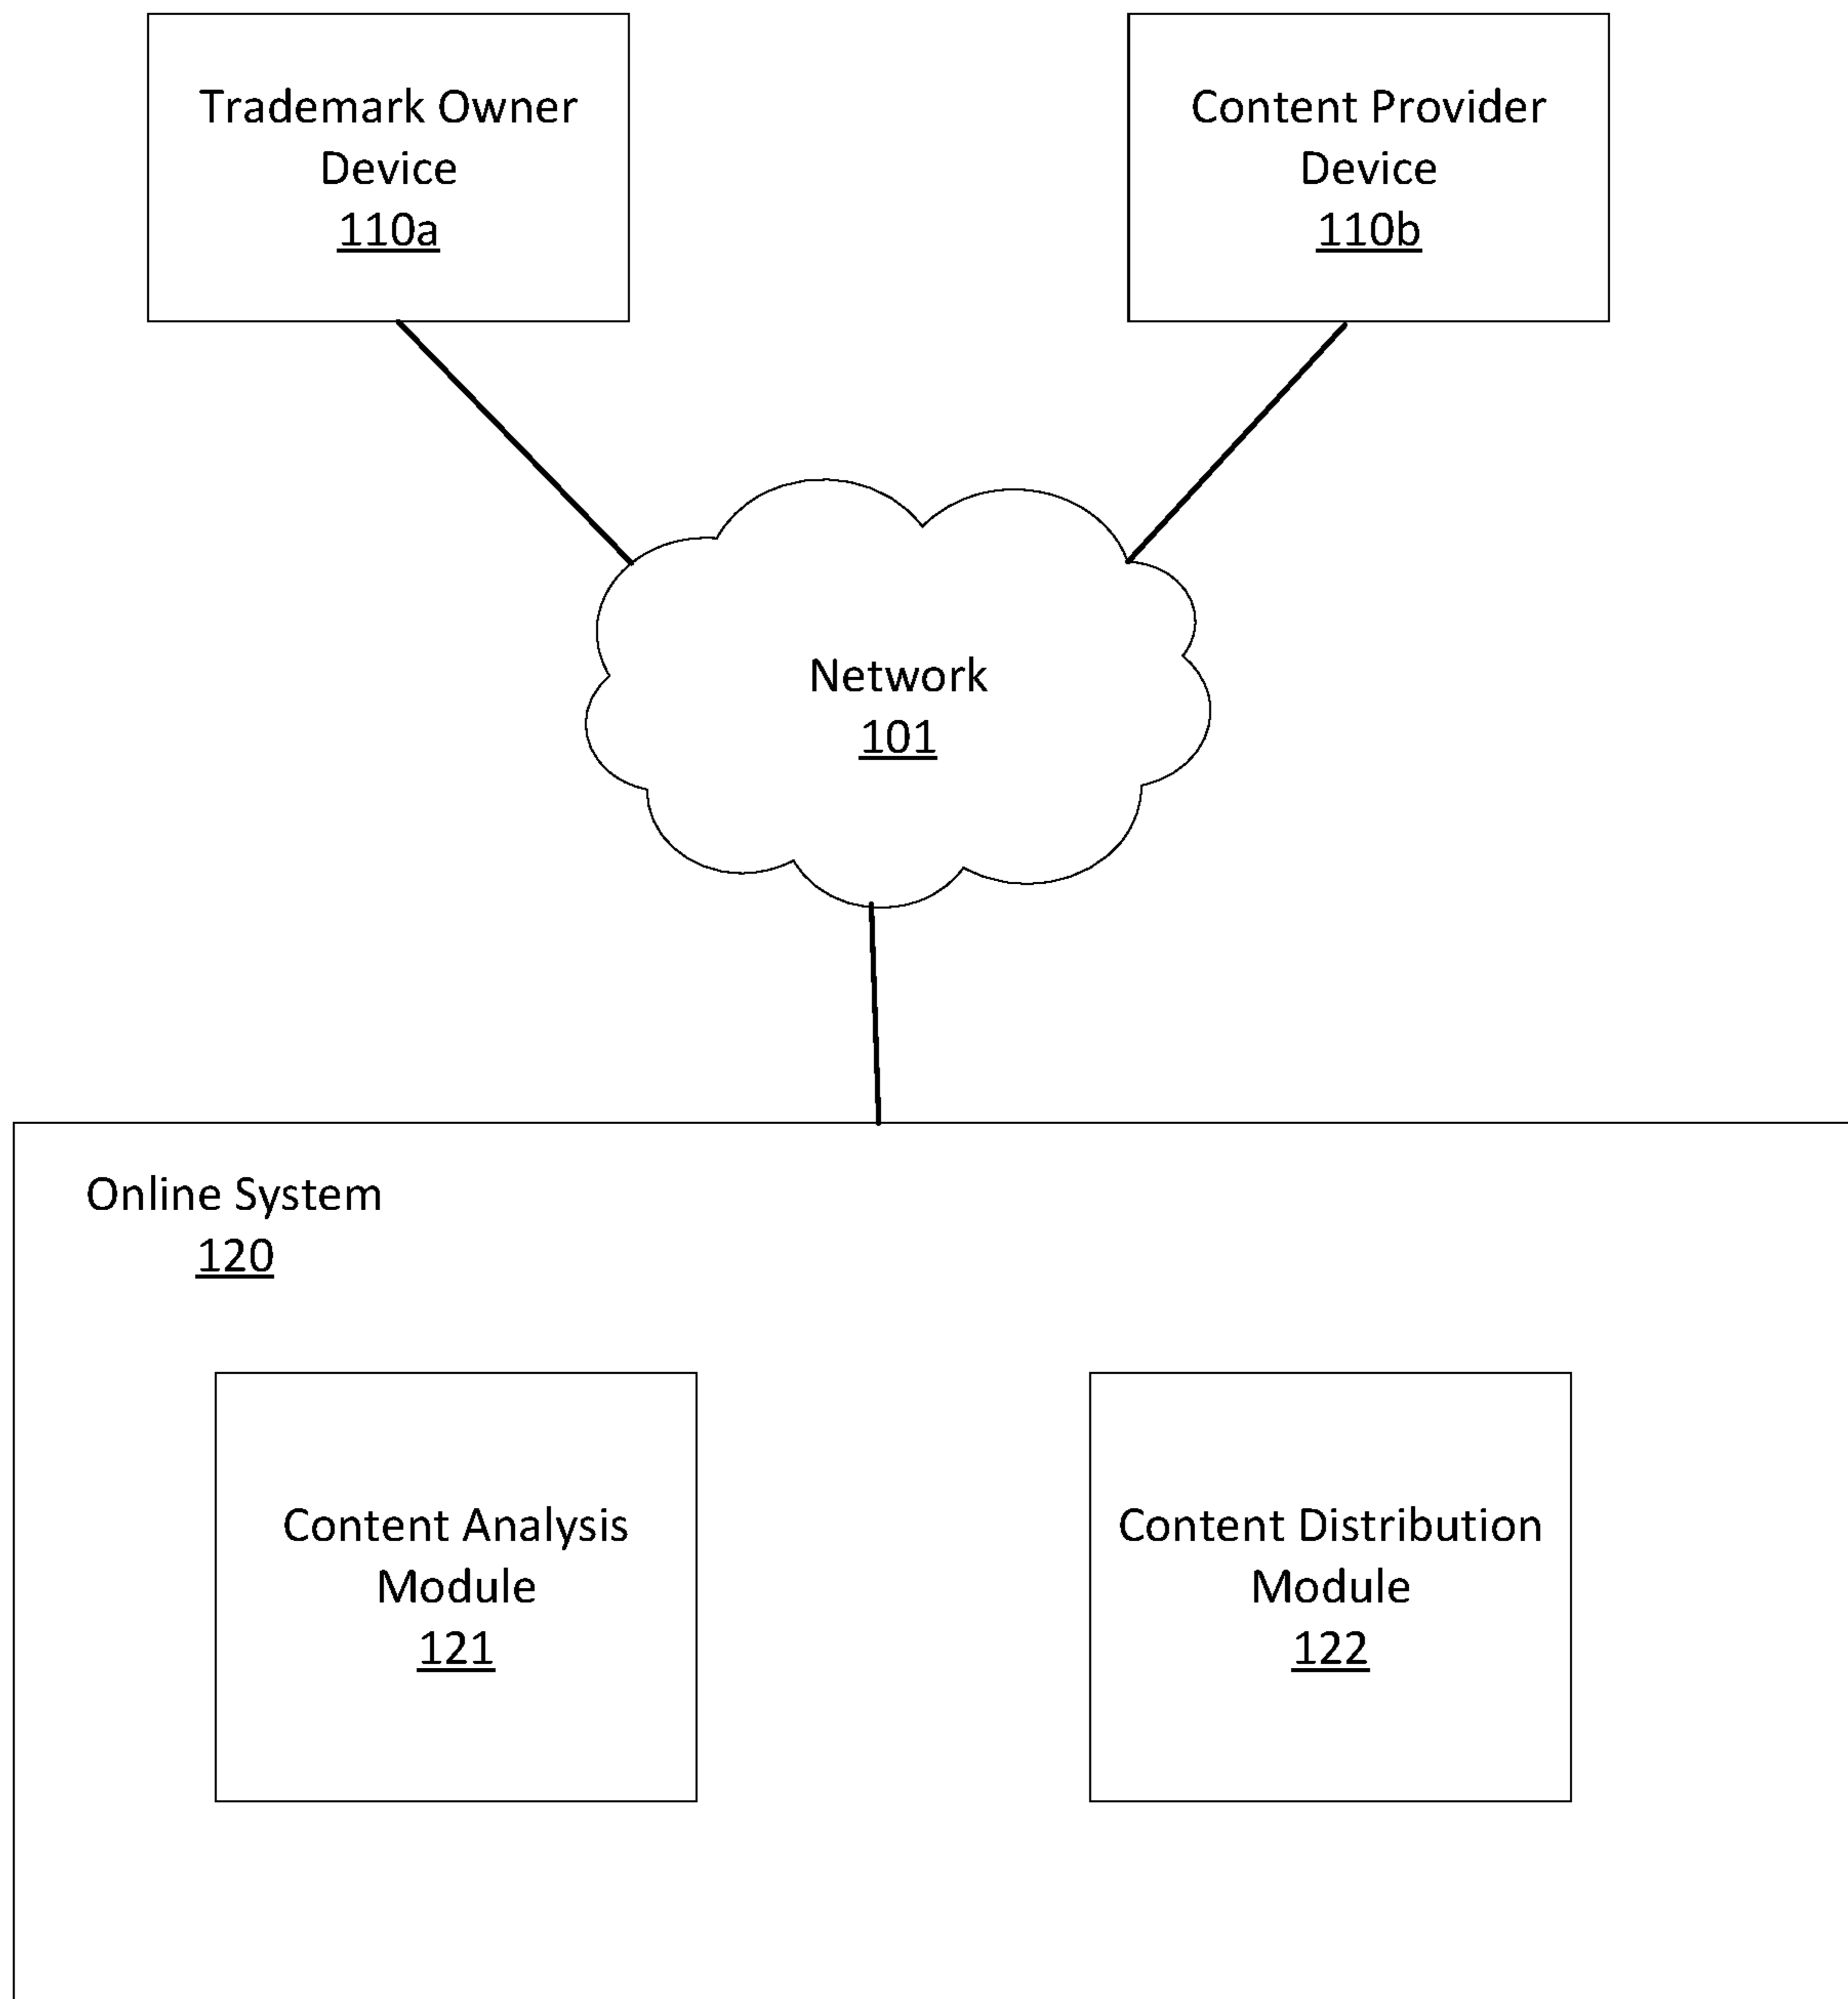 Trademark Owner
Device
110a
Content Provider
Device
110b
Network
101
Online System
120
Content Analysis
Module
121
Content Distribution
Module
122